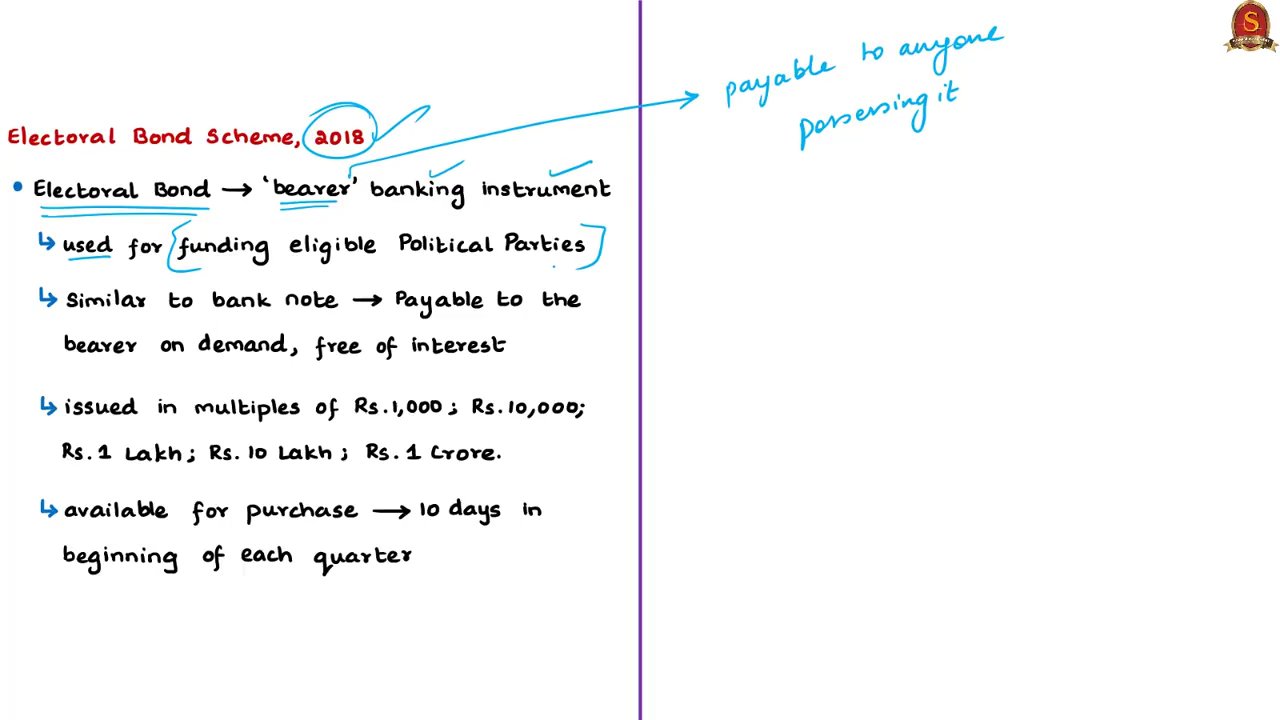 Electoral Bond Scheme, 2018
• Electoral Bond → 'bearer' banking instrument
↳ used for [funding eligible Political Parties]
↳ Similar to bank note → Payable to the
bearer on demand, free of interest
↳ issued in multiples of Rs.1,000; Rs.10,000;
Rs. 1 Lakh; Rs. 10 Lakh; Rs. 1 Crore.
↳ available for purchase → 10 days in
beginning of each quarter
payable to anyone
possessing it
S